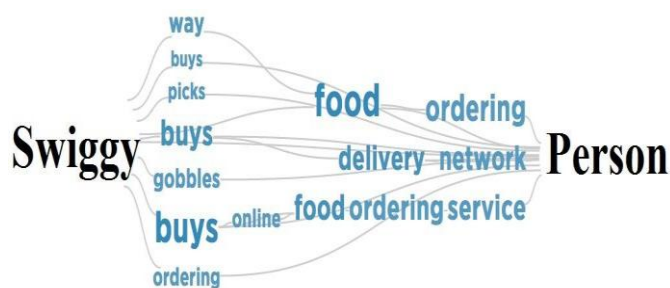 way
buys
picks
food ordering
Swiggy buys delivery network Person
gobbles
buys online food ordering service
ordering